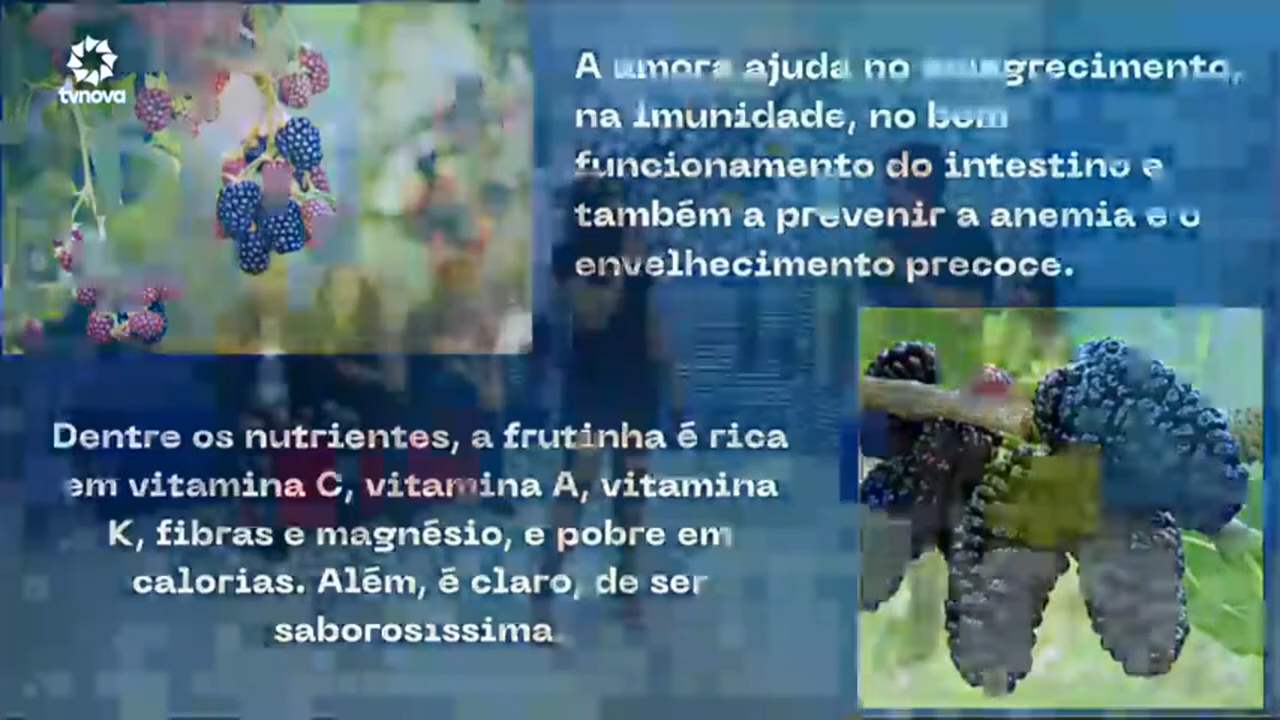 tvnova
A amora ajuda no emagrecimento,
na imunidade, no bom
funcionamento do intestino e
também a prevenir a anemia e o
envelhecimento precoce.
Dentre os nutrientes, a frutinha é rica
em vitamina C, vitamina A, vitamina
K, fibras e magnésio, e pobre em
calorias. Além, é claro, de ser
saborosíssima